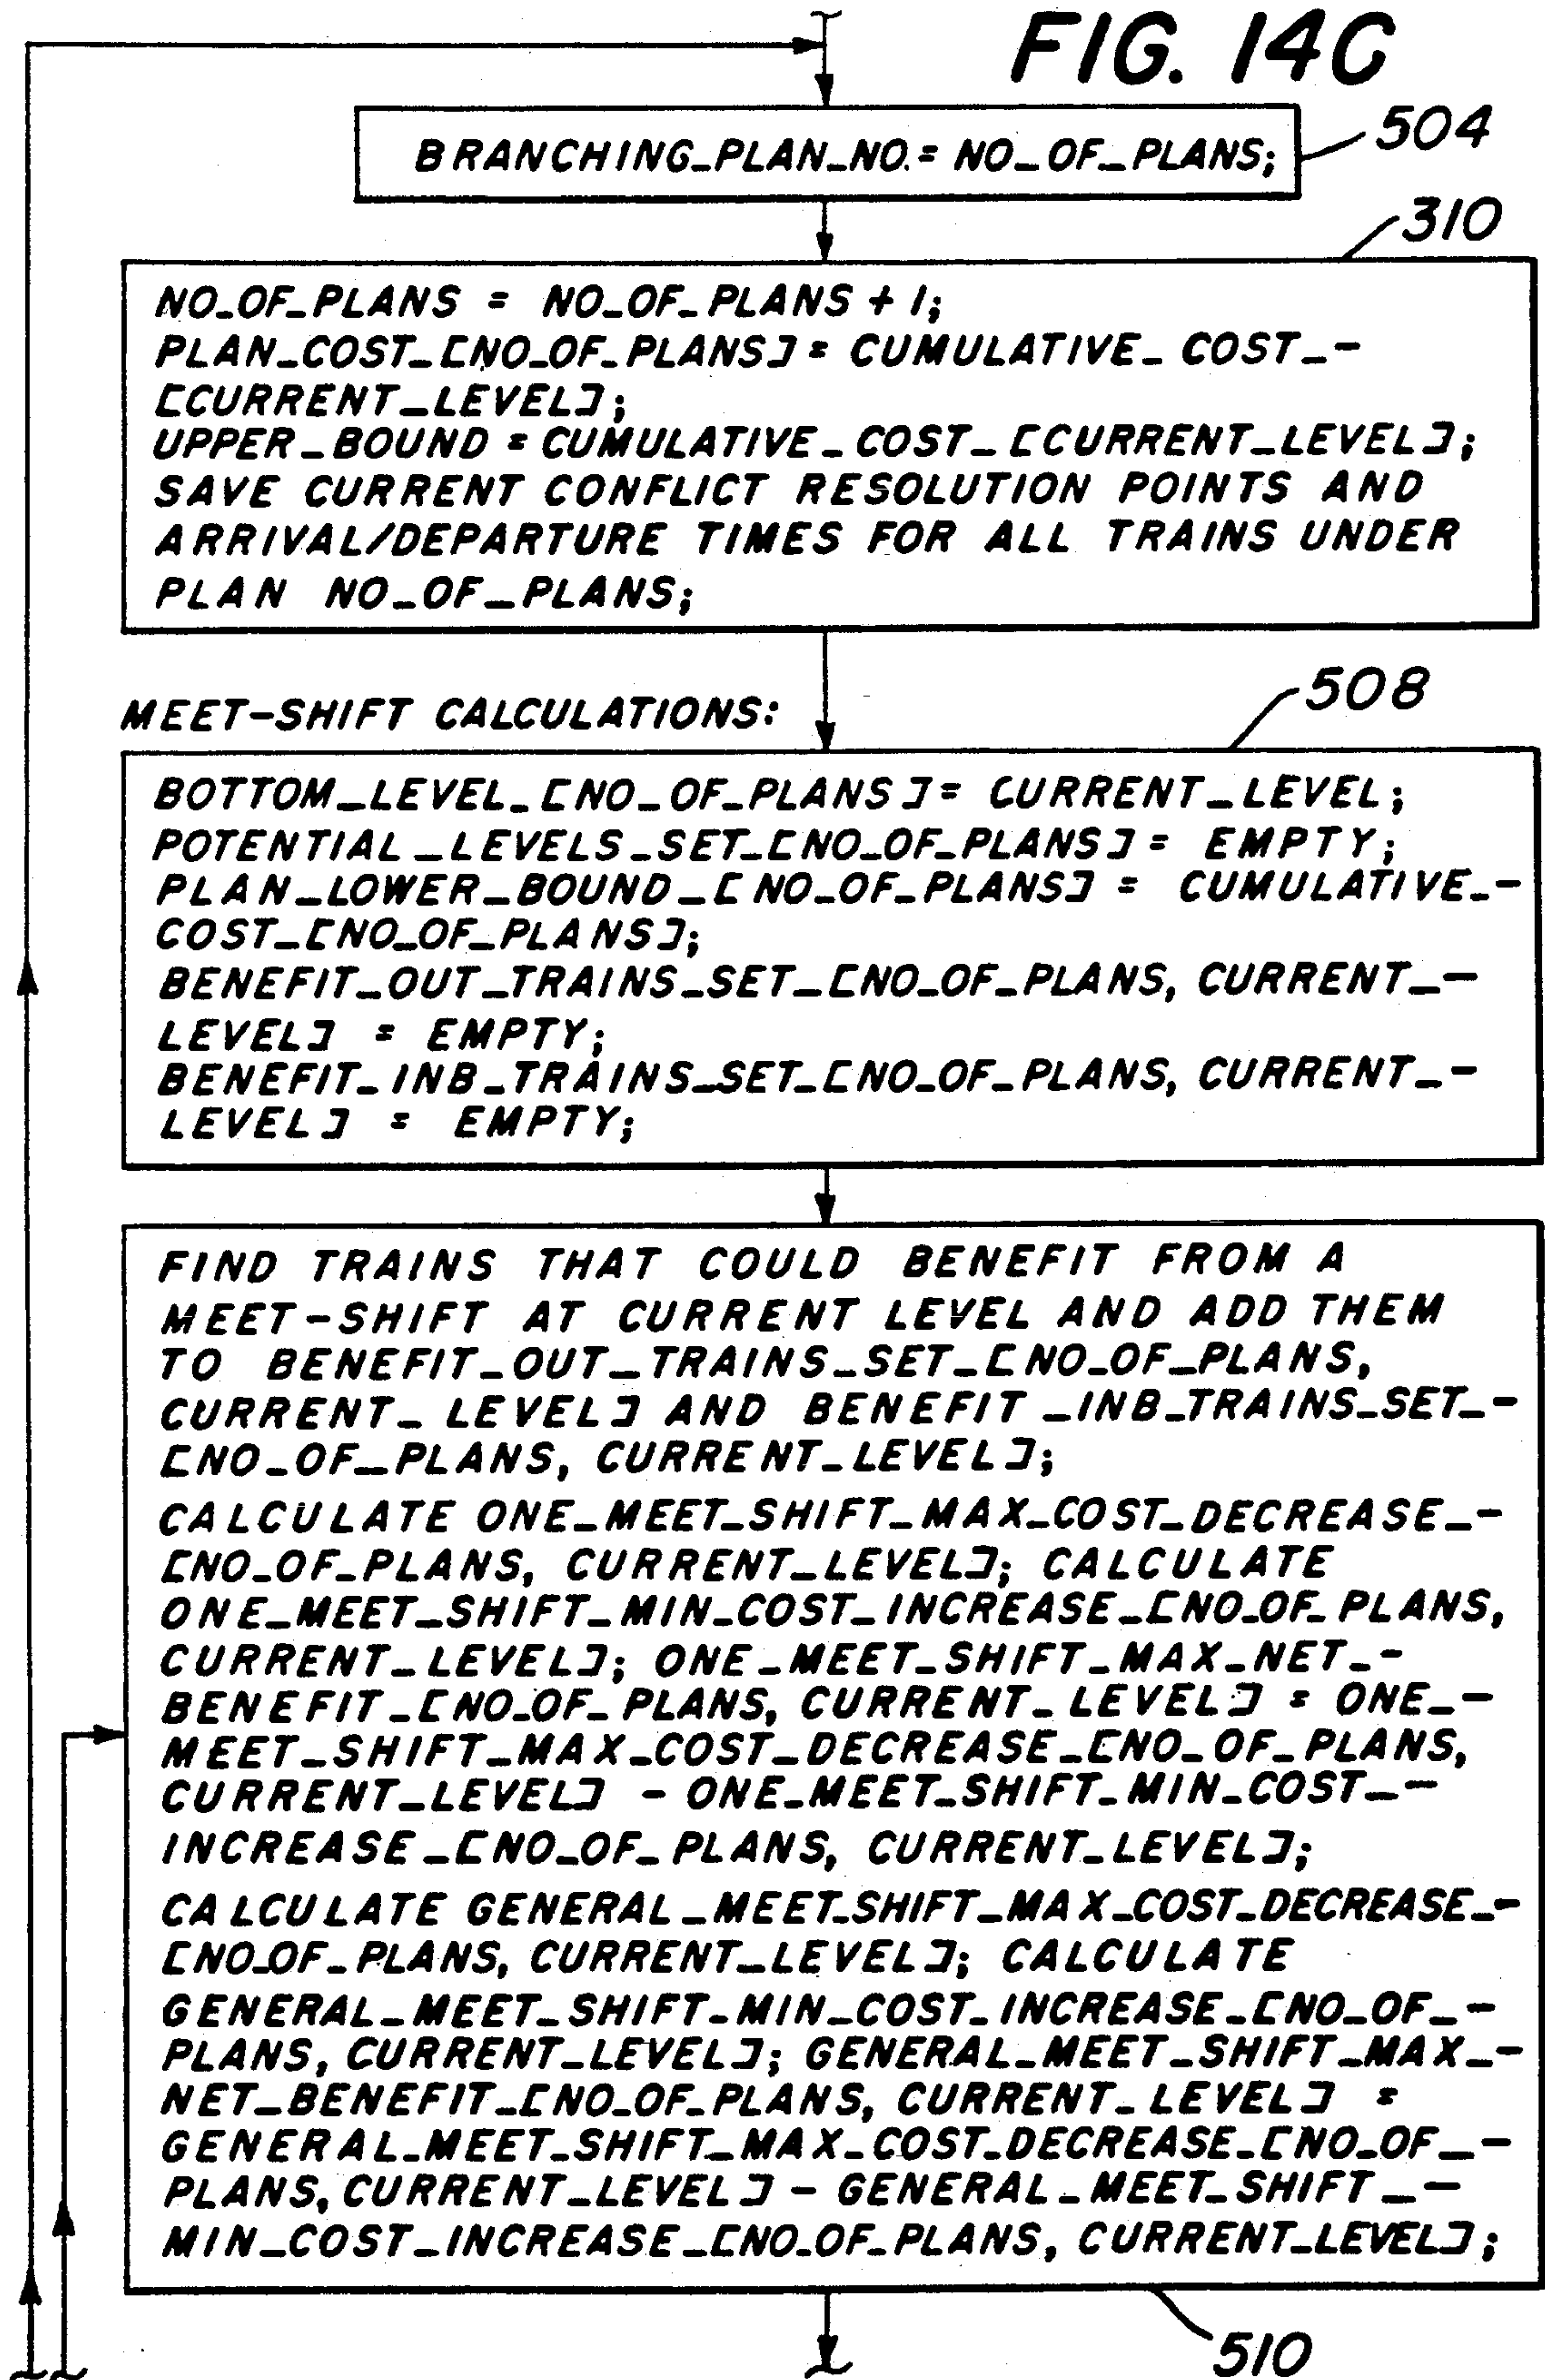 FIG. 14C
BRANCHING_PLAN_NO.= NO_OF_PLANS;
504
310
NO_OF_PLANS = NO_OF_PLANS + 1;
PLAN_COST_[NO_OF_PLANS] = CUMULATIVE_ COST_-
[CURRENT_LEVEL];
UPPER_BOUND = CUMULATIVE_COST_[CURRENT_LEVEL];
SAVE CURRENT CONFLICT RESOLUTION POINTS AND
ARRIVAL/DEPARTURE TIMES FOR ALL TRAINS UNDER
PLAN NO_OF_PLANS;
508
MEET-SHIFT CALCULATIONS:
BOTTOM_LEVEL_[NO_OF_PLANS] = CURRENT_LEVEL;
POTENTIAL_LEVELS_SET_[NO_OF_PLANS] = EMPTY;
PLAN_LOWER_BOUND_[NO_OF_PLANS] = CUMULATIVE_-
COST_[NO_OF_PLANS];
BENEFIT_OUT_TRAINS_SET_[NO_OF_PLANS, CURRENT_-
LEVEL] = EMPTY;
BENEFIT_INB_TRAINS_SET_[NO_OF_PLANS, CURRENT_-
LEVEL] = EMPTY;
FIND TRAINS THAT COULD BENEFIT FROM A
MEET-SHIFT AT CURRENT LEVEL AND ADD THEM
TO BENEFIT_OUT_TRAINS_SET_[NO_OF_PLANS,
CURRENT_LEVEL] AND BENEFIT_INB_TRAINS_SET_-
[NO_OF_PLANS, CURRENT_LEVEL];
CALCULATE ONE_MEET_SHIFT_MAX_COST_DECREASE_-
[NO_OF_PLANS, CURRENT_LEVEL]; CALCULATE
ONE_MEET_SHIFT_MIN_COST_INCREASE_[NO_OF_PLANS,
CURRENT_LEVEL]; ONE_MEET_SHIFT_MAX_NET_-
BENEFIT_[NO_OF_PLANS, CURRENT_LEVEL] = ONE_-
MEET_SHIFT_MAX_COST_DECREASE_[NO_OF_PLANS,
CURRENT_LEVEL] - ONE_MEET_SHIFT_MIN_COST_-
INCREASE_[NO_OF_PLANS, CURRENT_LEVEL];
CALCULATE GENERAL_MEET_SHIFT_MAX_COST_DECREASE_-
[NO_OF_PLANS, CURRENT_LEVEL]; CALCULATE
GENERAL_MEET_SHIFT_MIN_COST_INCREASE_[NO_OF_-
PLANS, CURRENT_LEVEL]; GENERAL_MEET_SHIFT_MAX_-
NET_BENEFIT_[NO_OF_PLANS, CURRENT_LEVEL] =
GENERAL_MEET_SHIFT_MAX_COST_DECREASE_[NO_OF_-
PLANS, CURRENT_LEVEL] - GENERAL_MEET_SHIFT_-
MIN_COST_INCREASE_[NO_OF_PLANS, CURRENT_LEVEL];
510